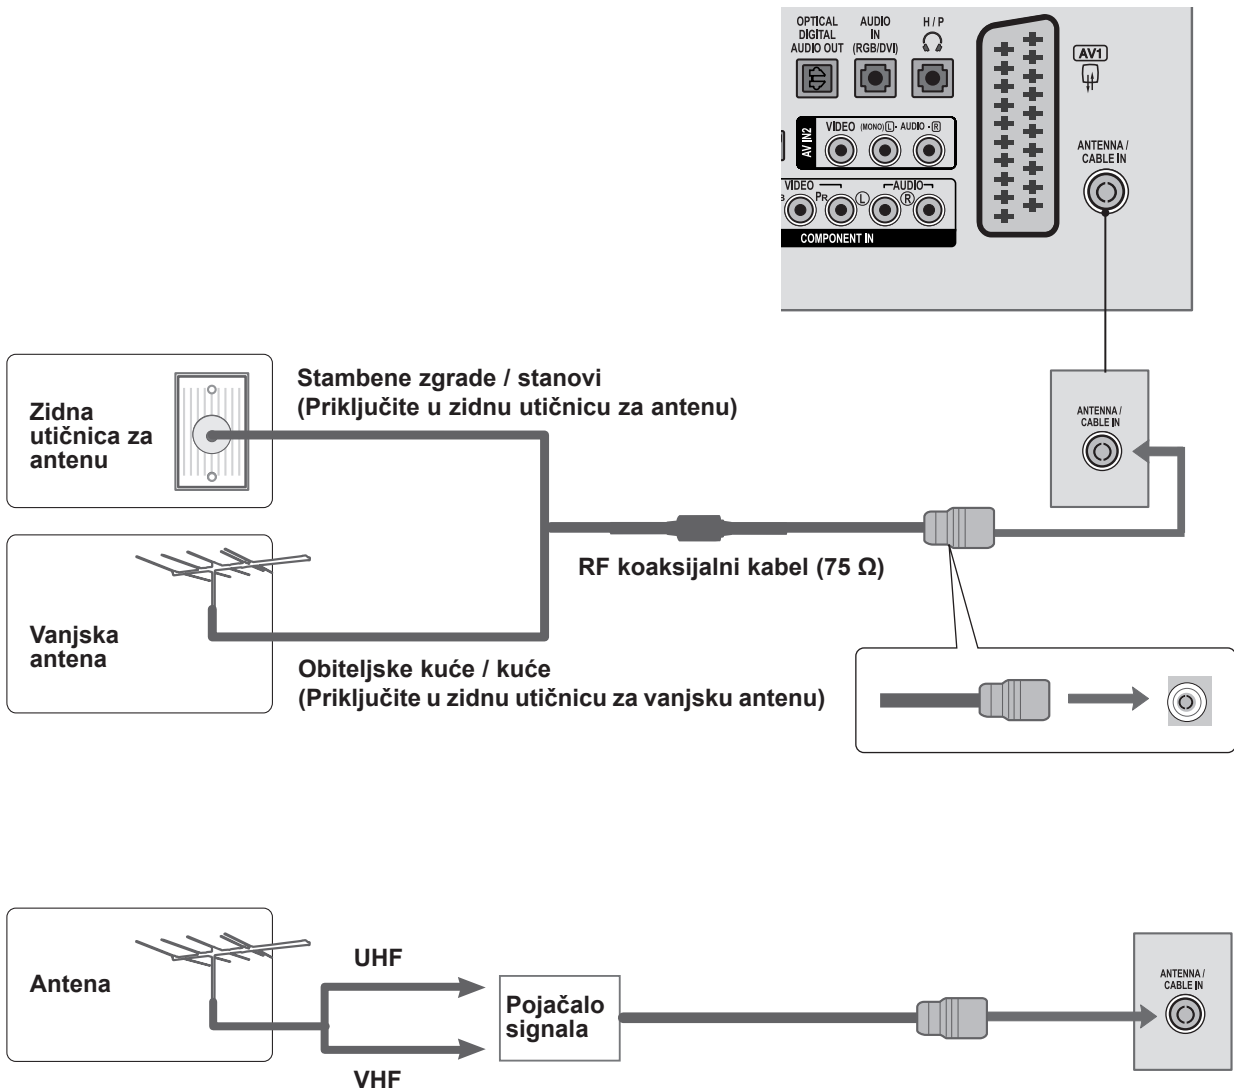 OPTICAL
DIGITAL
AUDIO OUT
AUDIO
IN
(RGB/DVI)
H / P
AV1
AV IN2
VIDEO (MONO) L - AUDIO - R
ANTENNA /
CABLE IN
VIDEO
AUDIO
B PR L R
COMPONENT IN
Zidna
utičnica za
antenu
Stambene zgrade / stanovi
(Priključite u zidnu utičnicu za antenu)
ANTENNA /
CABLE IN
RF koaksijalni kabel (75 Ω)
Vanjska
antena
Obiteljske kuće / kuće
(Priključite u zidnu utičnicu za vanjsku antenu)
Antena
UHF
VHF
Pojačalo
signala
ANTENNA /
CABLE IN